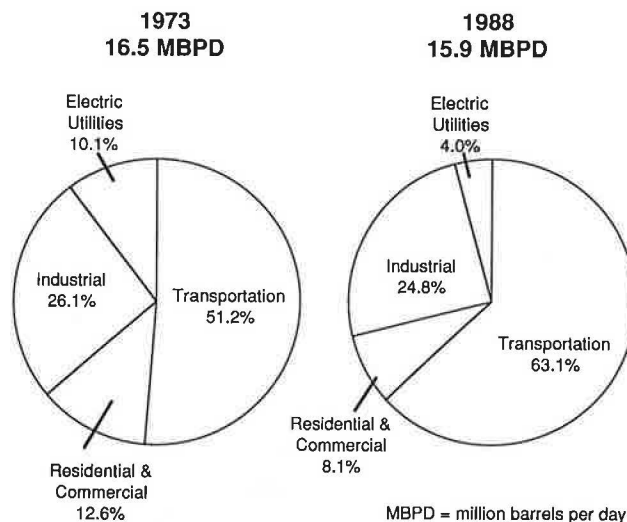 1973
16.5 MBPD
Electric
Utilities
10.1%
Industrial
26.1%
Transportation
51.2%
Residential &
Commercial
12.6%
1988
15.9 MBPD
Electric
Utilities
4.0%
Industrial
24.8%
Transportation
63.1%
Residential &
Commercial
8.1%
MBPD = million barrels per day